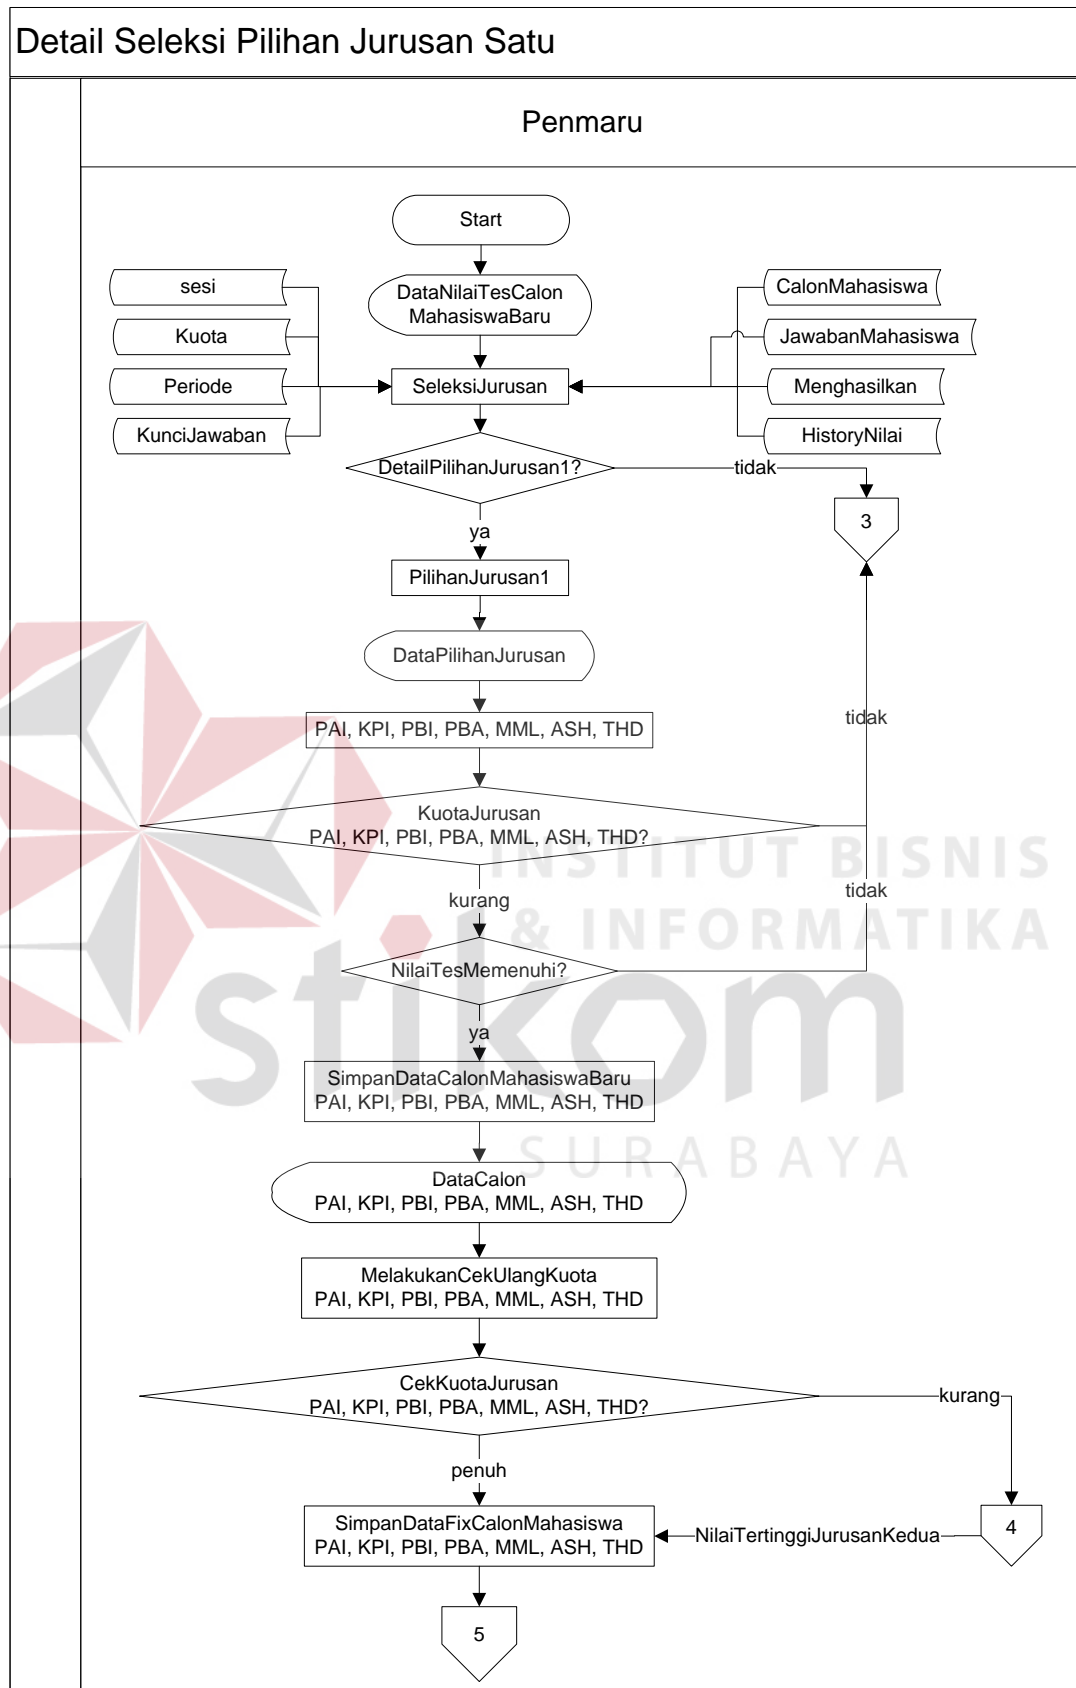 Detail Seleksi Pilihan Jurusan Satu
Penmaru
Start
sesi
DataNilaiTesCalon
MahasiswaBaru
CalonMahasiswa
Kuota
JawabanMahasiswa
Periode
SeleksiJurusan
Menghasilkan
KunciJawaban
HistoryNilai
DetailPilihanJurusan1?
tidak
3
ya
PilihanJurusan1
DataPilihanJurusan
PAI, KPI, PBI, PBA, MML, ASH, THD
tidak
KuotaJurusan
PAI, KPI, PBI, PBA, MML, ASH, THD?
INSTITUT BISNIS
tidak
kurang
& INFORMATIKA
NilaiTesMemenuhi?
stikom
ya
SimpanDataCalonMahasiswaBaru
PAI, KPI, PBI, PBA, MML, ASH, THD
SURABAYA
DataCalon
PAI, KPI, PBI, PBA, MML, ASH, THD
MelakukanCekUlangKuota
PAI, KPI, PBI, PBA, MML, ASH, THD
CekKuotaJurusan
PAI, KPI, PBI, PBA, MML, ASH, THD?
kurang
penuh
SimpanDataFixCalonMahasiswa
PAI, KPI, PBI, PBA, MML, ASH, THD
NilaiTertinggiJurusanKedua
4
5